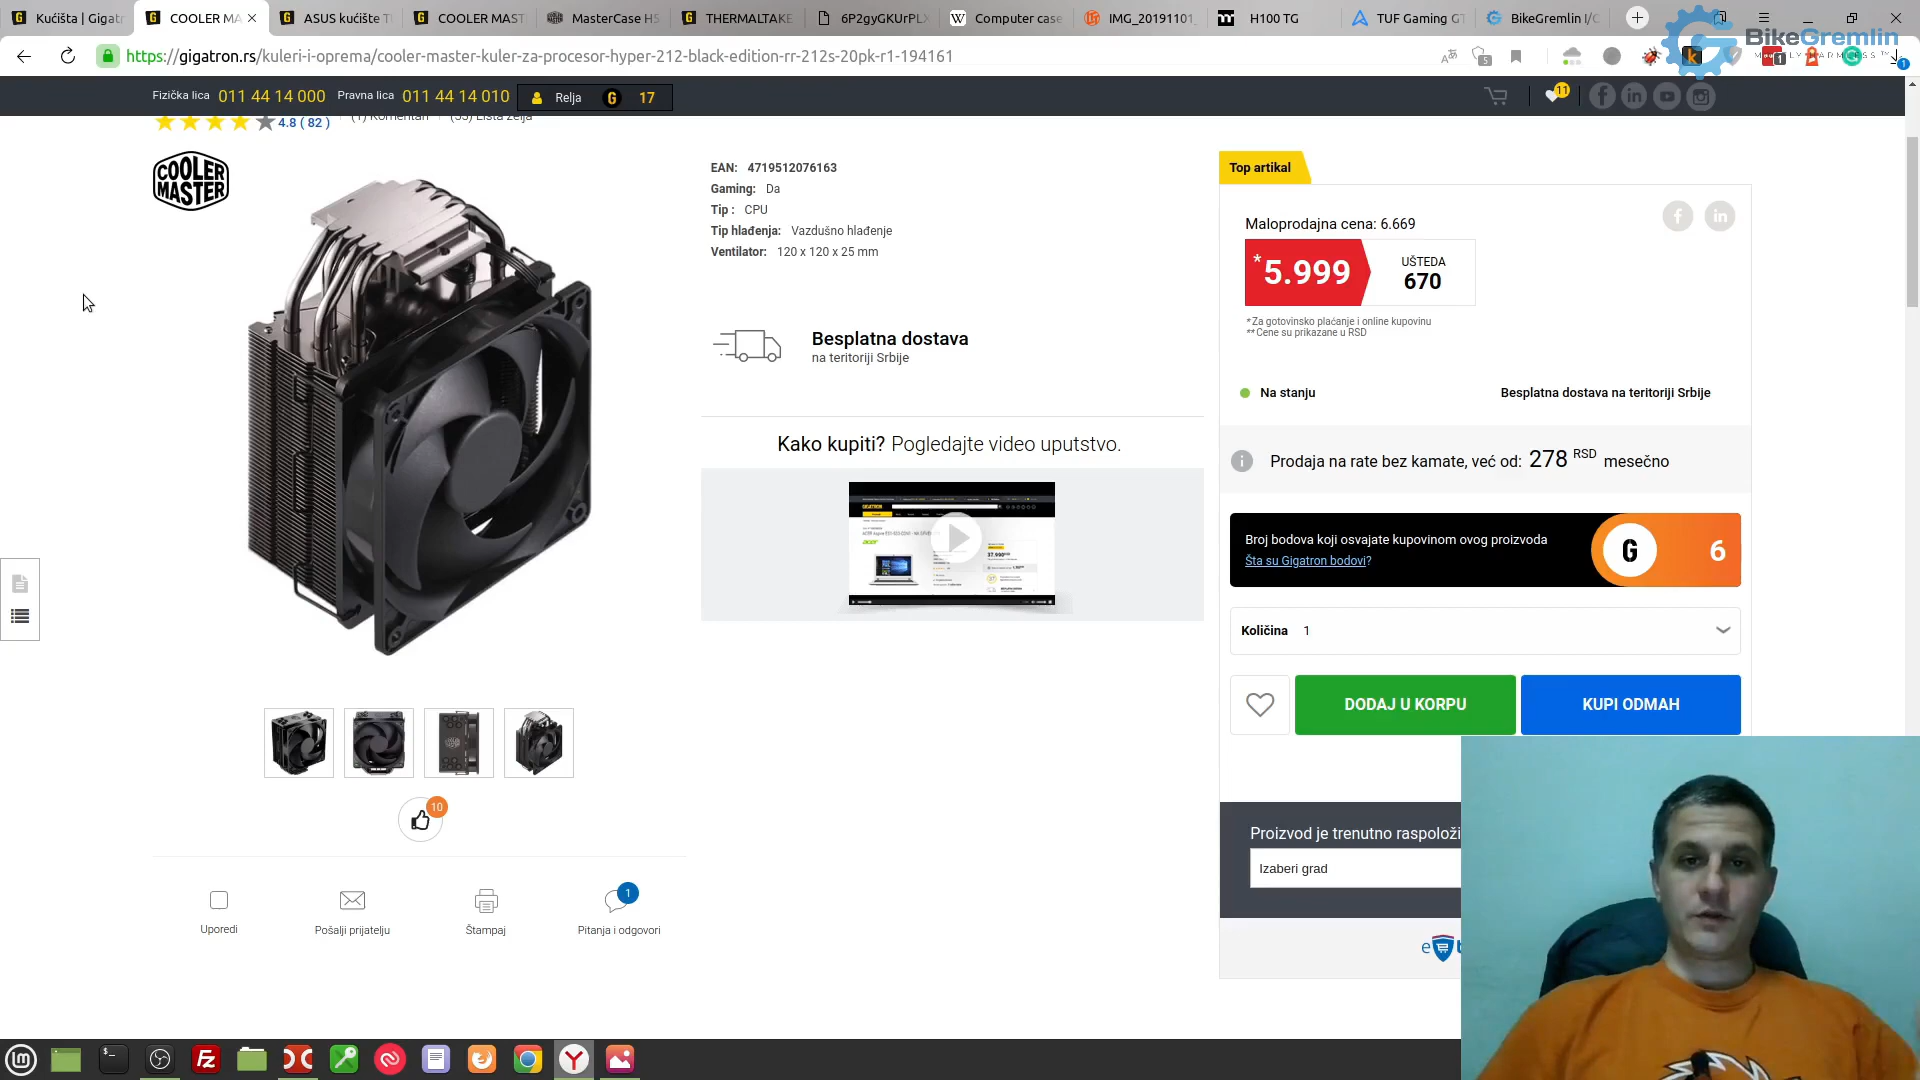 Kućišta | Gigatr
COOLER MA
ASUS kućište T
COOLER MAST
MasterCase H5
THERMALTAKE
6P2gyGKUrPLX
Computer case
IMG_20191101_
H100 TG
TUF Gaming GT
BikeGremlin I/C
BikeGremlin
https://gigatron.rs/kuleri-i-oprema/cooler-master-kuler-za-procesor-hyper-212-black-edition-rr-212s-20pk-r1-194161
Fizička lica 011 44 14 000 Pravna lica 011 44 14 010
Relja G 17
11
4.8 ( 82 )
(1) Komentari
(53) Lista želja
COOLER
MASTER
EAN: 4719512076163
Gaming: Da
Tip : CPU
Tip hlađenja: Vazdušno hlađenje
Ventilator: 120 x 120 x 25 mm
Besplatna dostava
na teritoriji Srbije
Kako kupiti? Pogledajte video uputstvo.
Top artikal
Maloprodajna cena: 6.669
*5.999
UŠTEDA
670
*Za gotovinsko plaćanje i online kupovinu
**Cene su prikazane u RSD
Na stanju
Besplatna dostava na teritoriji Srbije
Prodaja na rate bez kamate, već od: 278 RSD mesečno
Broj bodova koji osvajate kupovinom ovog proizvoda
Šta su Gigatron bodovi?
G 6
Količina 1
DODAJ U KORPU
KUPI ODMAH
Proizvod je trenutno raspoloži
Izaberi grad
10
1
Uporedi
Pošalji prijatelju
Štampaj
Pitanja i odgovori